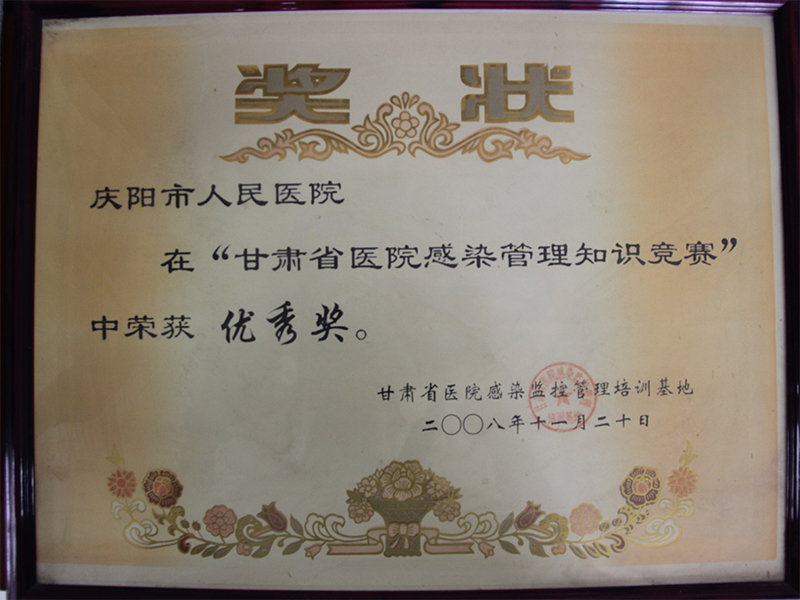 奖状
庆阳市人民医院
在“甘肃省医院感染管理知识竞赛”
中荣获 优秀奖。
甘肃省医院感染监控管理培训基地
二〇〇八年十一月二十日